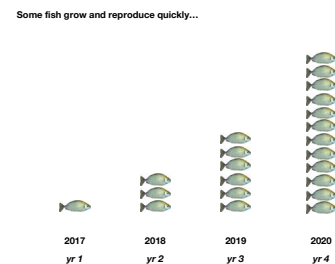 Some fish grow and reproduce quickly...
2017 2018 2019 2020
yr 1 yr 2 yr 3 yr 4